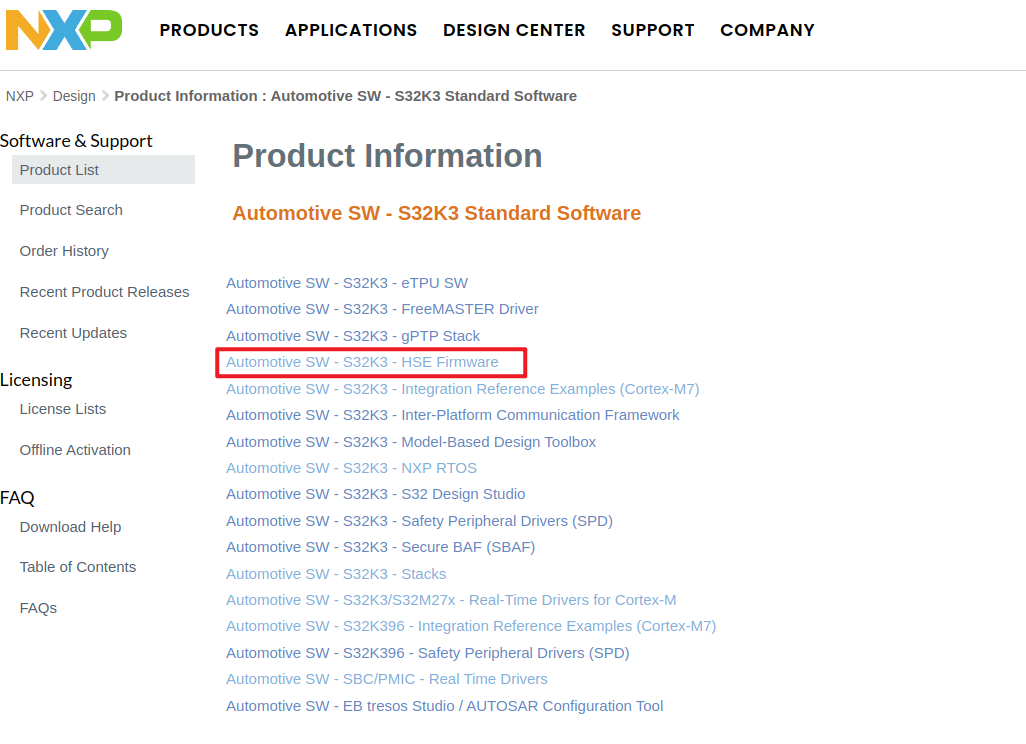 NXP
PRODUCTS APPLICATIONS DESIGN CENTER SUPPORT COMPANY
NXP Design Product Information : Automotive SW - S32K3 Standard Software
Software & Support
Product List
Product Search
Order History
Recent Product Releases
Recent Updates
Licensing
License Lists
Offline Activation
FAQ
Download Help
Table of Contents
FAQs
Product Information
Automotive SW - S32K3 Standard Software
Automotive SW - S32K3 - eTPU SW
Automotive SW - S32K3 - FreeMASTER Driver
Automotive SW - S32K3 - gPTP Stack
Automotive SW - S32K3 - HSE Firmware
Automotive SW - S32K3 - Integration Reference Examples (Cortex-M7)
Automotive SW - S32K3 - Inter-Platform Communication Framework
Automotive SW - S32K3 - Model-Based Design Toolbox
Automotive SW - S32K3 - NXP RTOS
Automotive SW - S32K3 - S32 Design Studio
Automotive SW - S32K3 - Safety Peripheral Drivers (SPD)
Automotive SW - S32K3 - Secure BAF (SBAF)
Automotive SW - S32K3 - Stacks
Automotive SW - S32K3/S32M27x - Real-Time Drivers for Cortex-M
Automotive SW - S32K396 - Integration Reference Examples (Cortex-M7)
Automotive SW - S32K396 - Safety Peripheral Drivers (SPD)
Automotive SW - SBC/PMIC - Real Time Drivers
Automotive SW - EB tresos Studio / AUTOSAR Configuration Tool